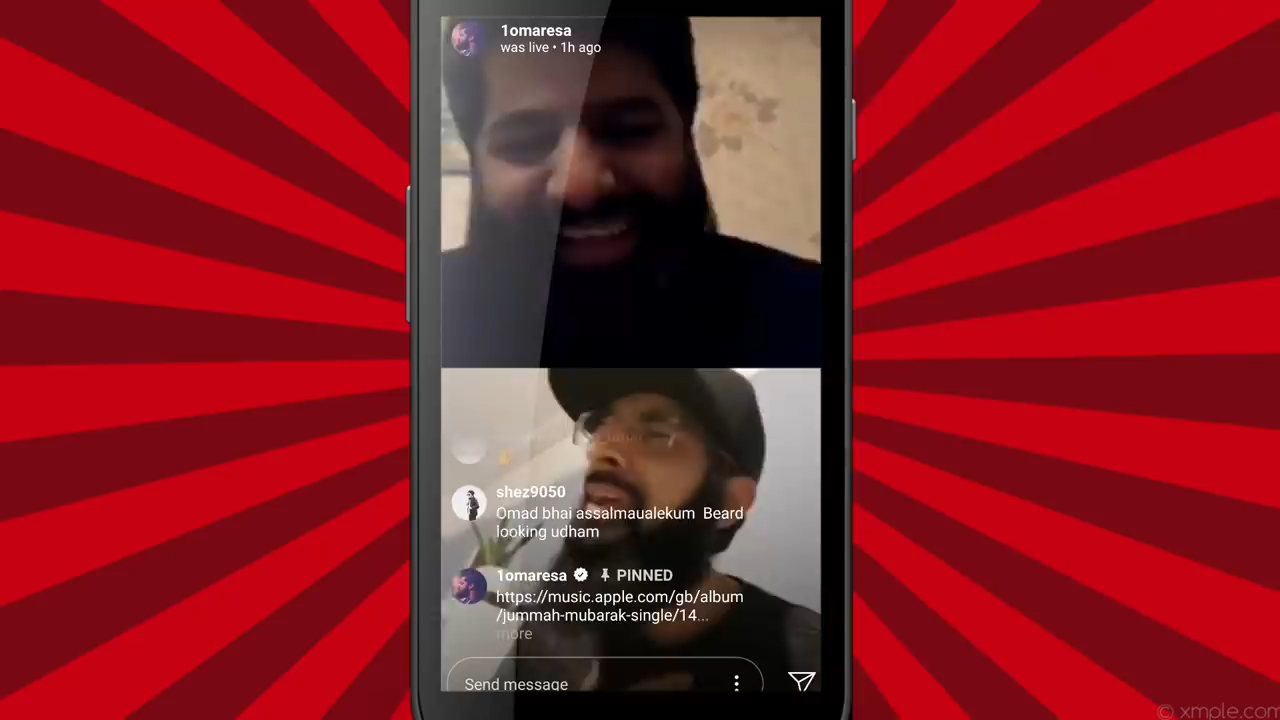 1omaresa
was live • 1h ago
shez9050
Omad bhai assalmaualekum Beard
looking udham
1omaresa PINNED
https://music.apple.com/gb/album
/jummah-mubarak-single/14...
more
Send message
© xmple.com